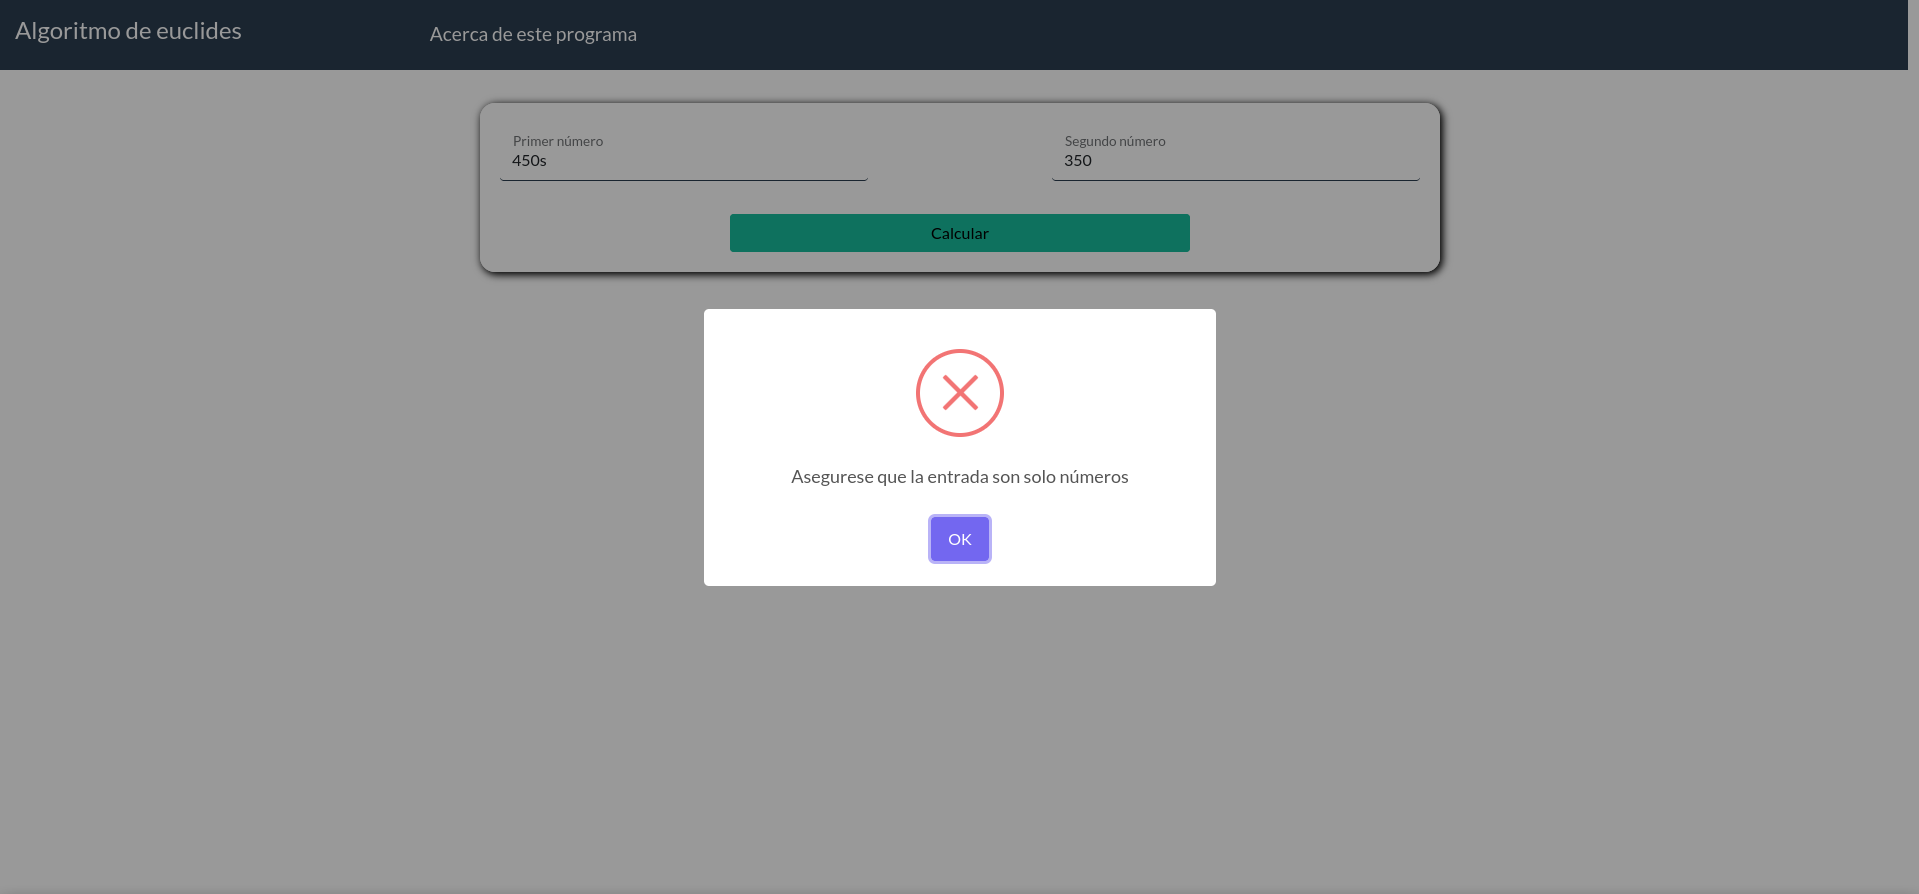 Algoritmo de euclides
Acerca de este programa
Primer número
450s
Segundo número
350
Calcular
Asegurese que la entrada son solo números
OK